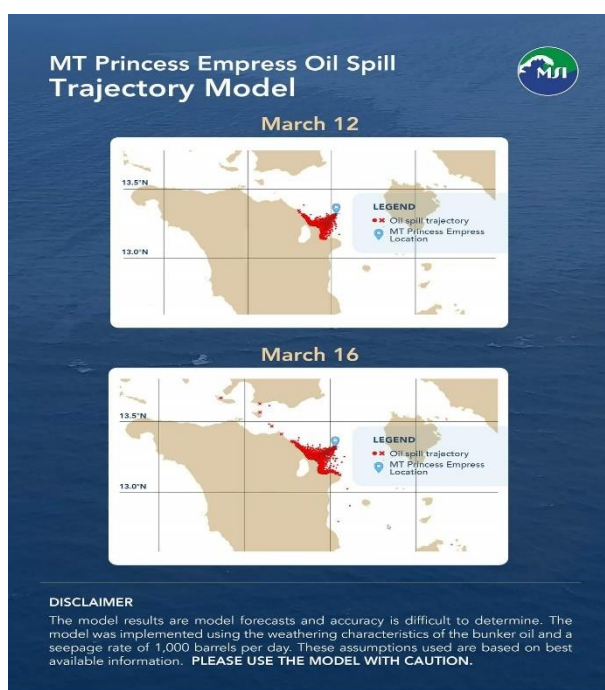 MT Princess Empress Oil Spill
Trajectory Model
MSI
March 12
13.5°N
LEGEND
Oil spill trajectory
MT Princess Empress
Location
13.0°N
March 16
13.5°N
LEGEND
Oil spill trajectory
MT Princess Empress
Location
13.0°N
DISCLAIMER
The model results are model forecasts and accuracy is difficult to determine. The
model was implemented using the weathering characteristics of the bunker oil and a
seepage rate of 1,000 barrels per day. These assumptions used are based on best
available information. PLEASE USE THE MODEL WITH CAUTION.